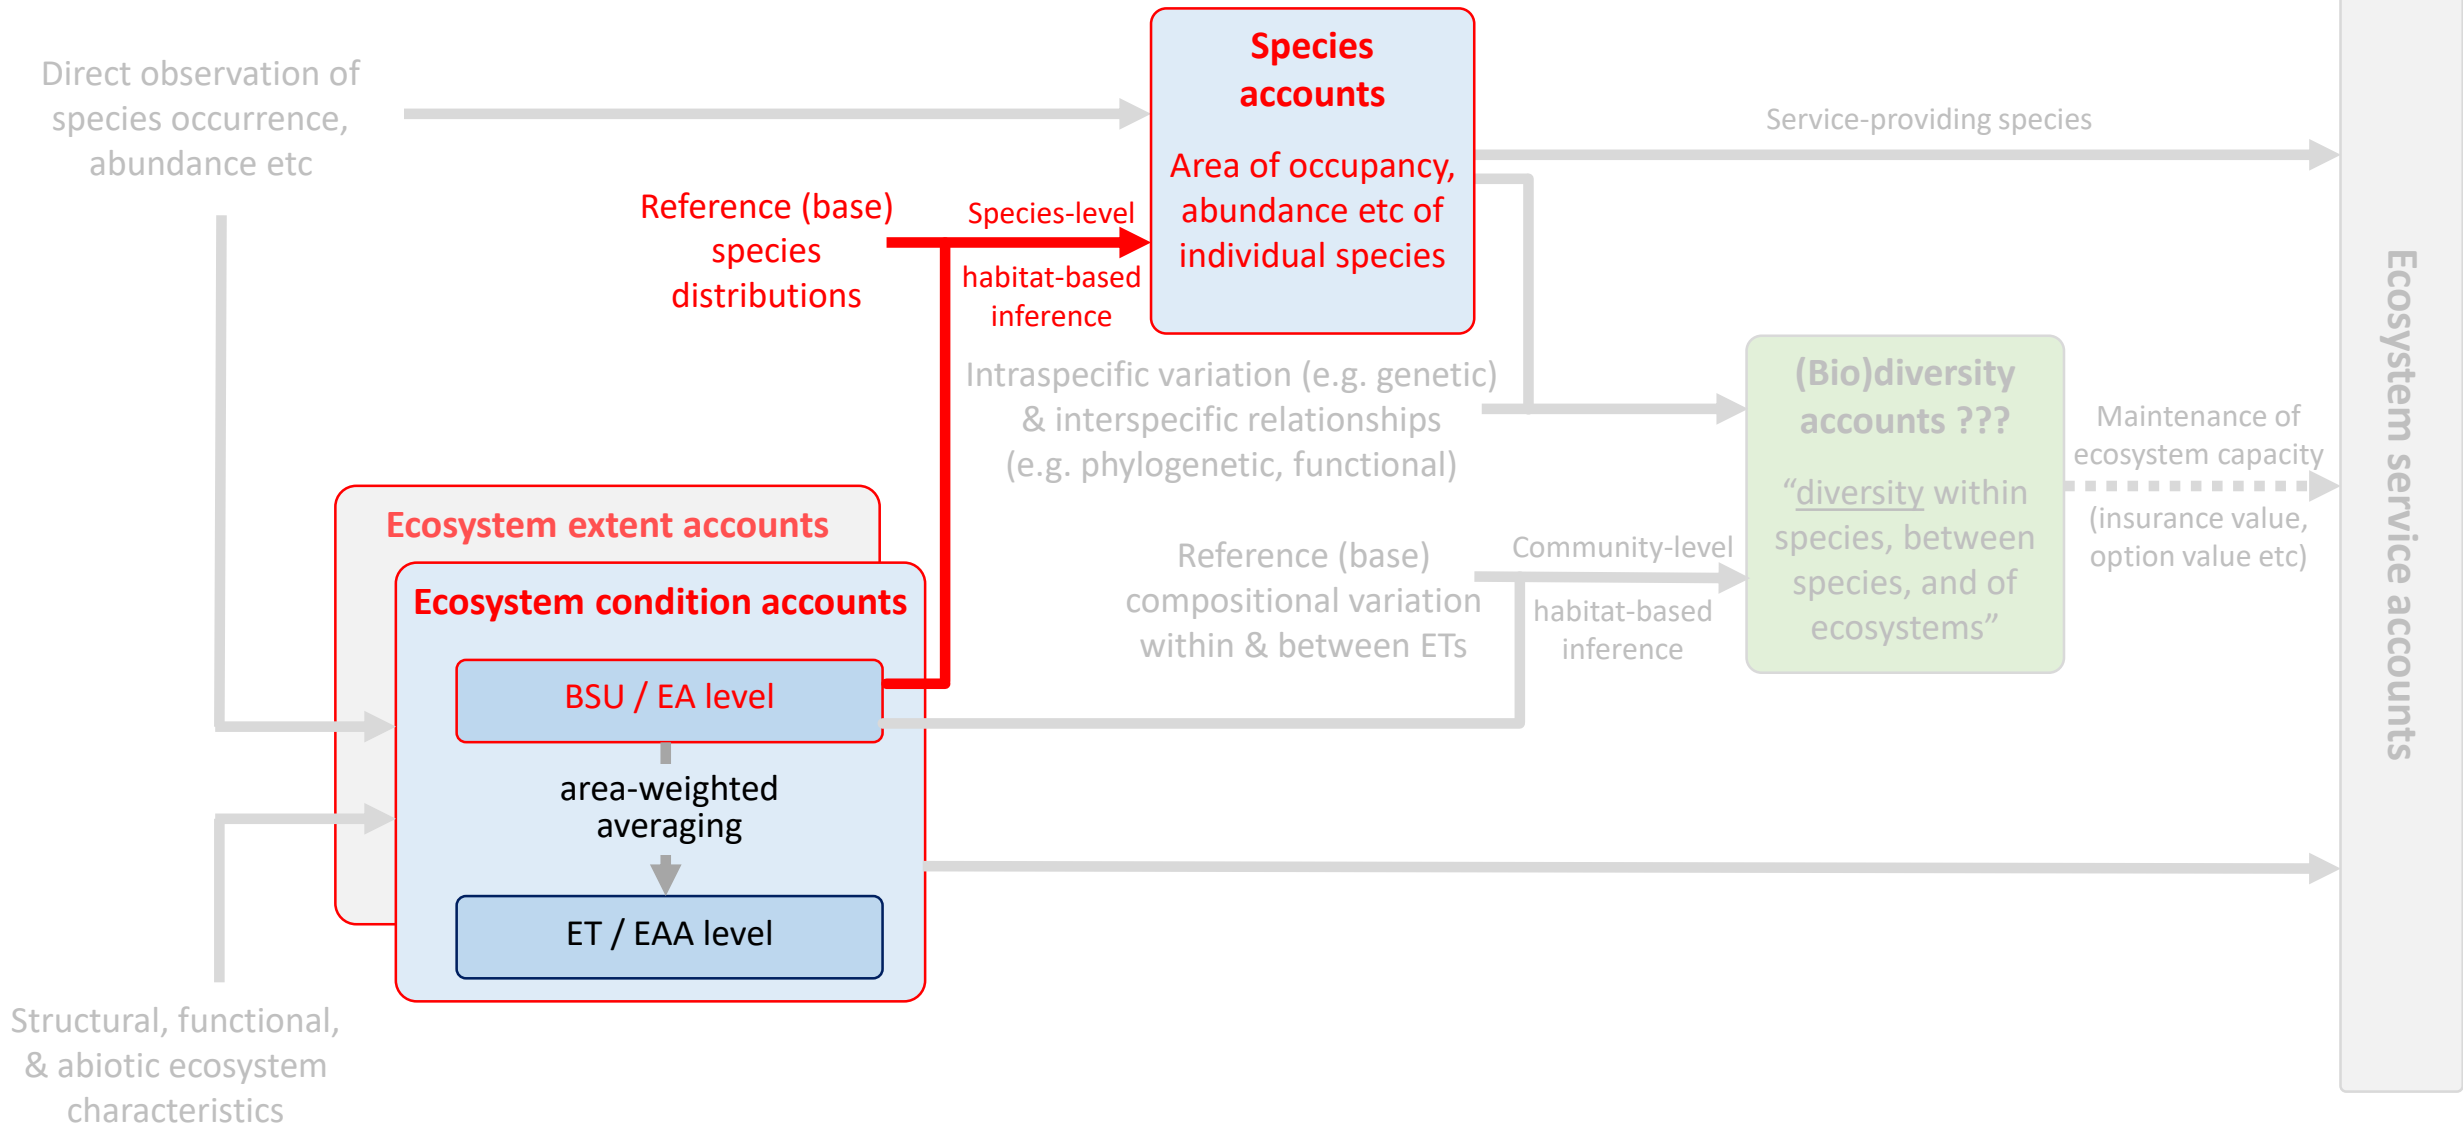 Direct observation of
species occurrence,
abundance etc
Species
accounts
Area of occupancy,
abundance etc of
individual species
Service-providing species
Reference (base)
species
distributions
Species-level
habitat-based
inference
Intraspecific variation (e.g. genetic)
& interspecific relationships
(e.g. phylogenetic, functional)
(Bio)diversity
accounts ???
“diversity within
species, between
species, and of
ecosystems”
Maintenance of
ecosystem capacity
(insurance value,
option value etc)
Ecosystem service accounts
Ecosystem extent accounts
Ecosystem condition accounts
BSU / EA level
area-weighted
averaging
ET / EAA level
Reference (base)
compositional variation
within & between ETs
Community-level
habitat-based
inference
Structural, functional,
& abiotic ecosystem
characteristics